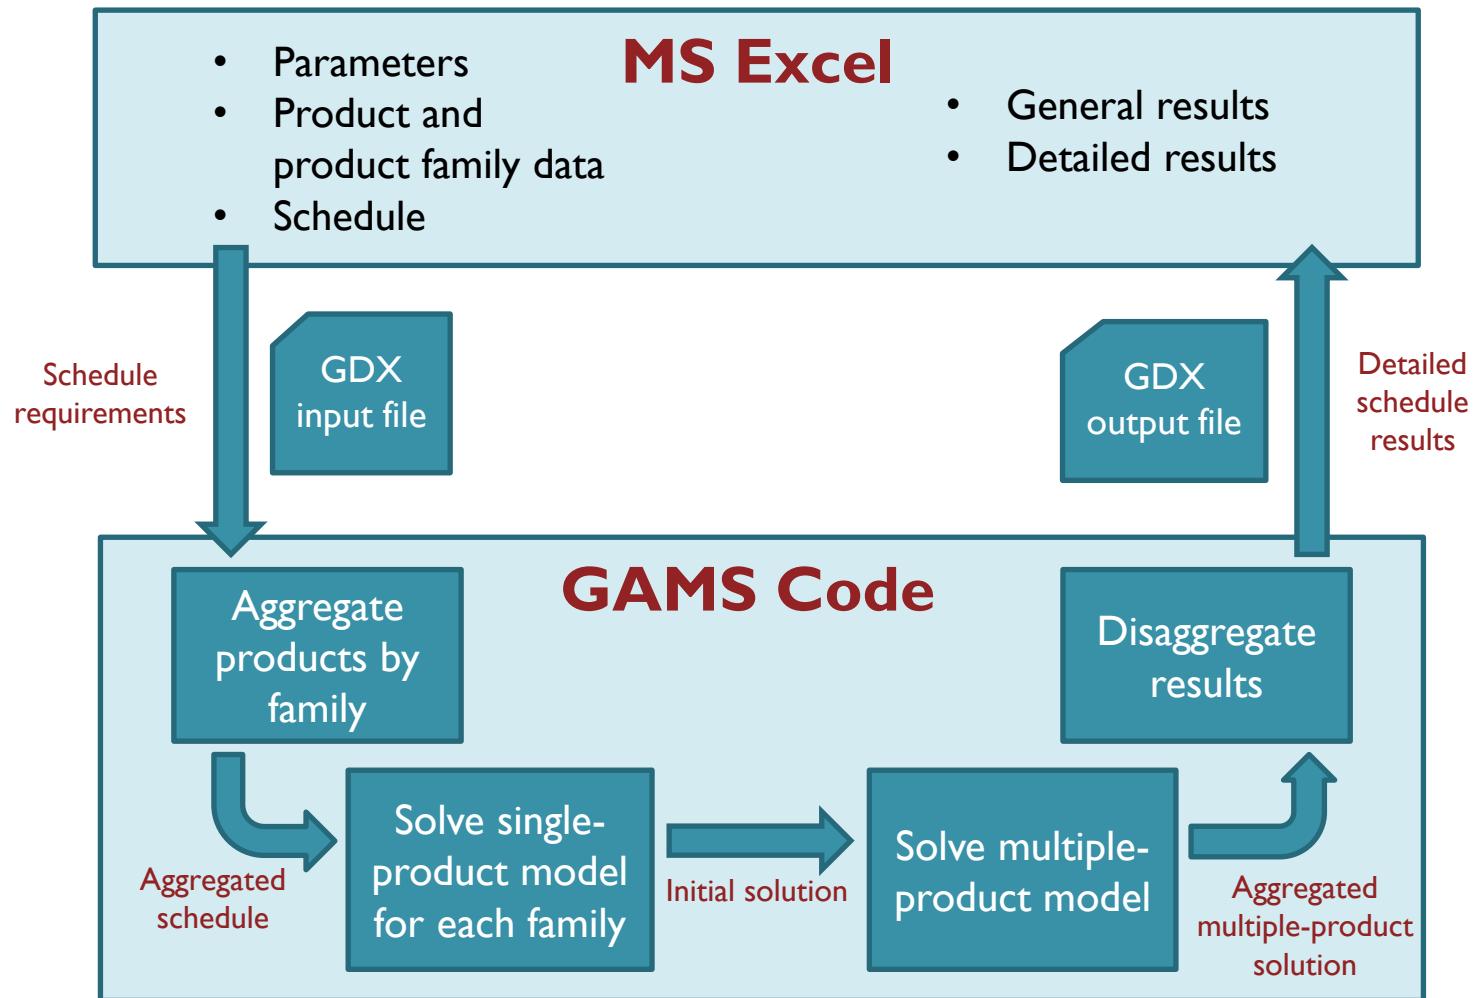 MS Excel
• Parameters
• Product and
product family data
• Schedule
• General results
• Detailed results
Schedule
requirements
GDX
input file
GDX
output file
Detailed
schedule
results
GAMS Code
Aggregate
products by
family
Disaggregate
results
Aggregated
schedule
Solve single-
product model
for each family
Initial solution
Solve multiple-
product model
Aggregated
multiple-product
solution